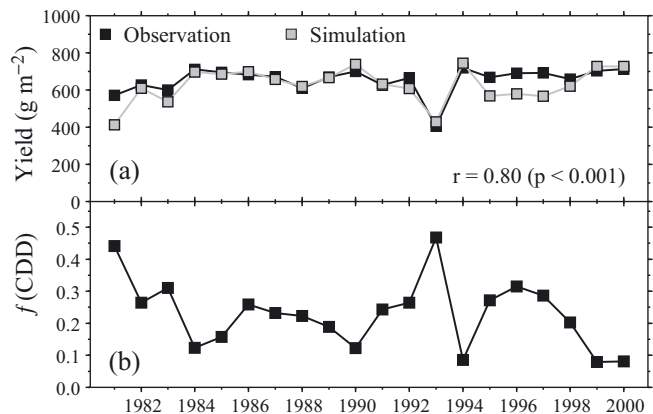 1000
Observation
Simulation
800
600
400
200
0
Yield (g m⁻²)
(a)
r = 0.80 (p < 0.001)
0.5
0.4
0.3
0.2
0.1
0.0
f (CDD)
(b)
1982 1984 1986 1988 1990 1992 1994 1996 1998 2000